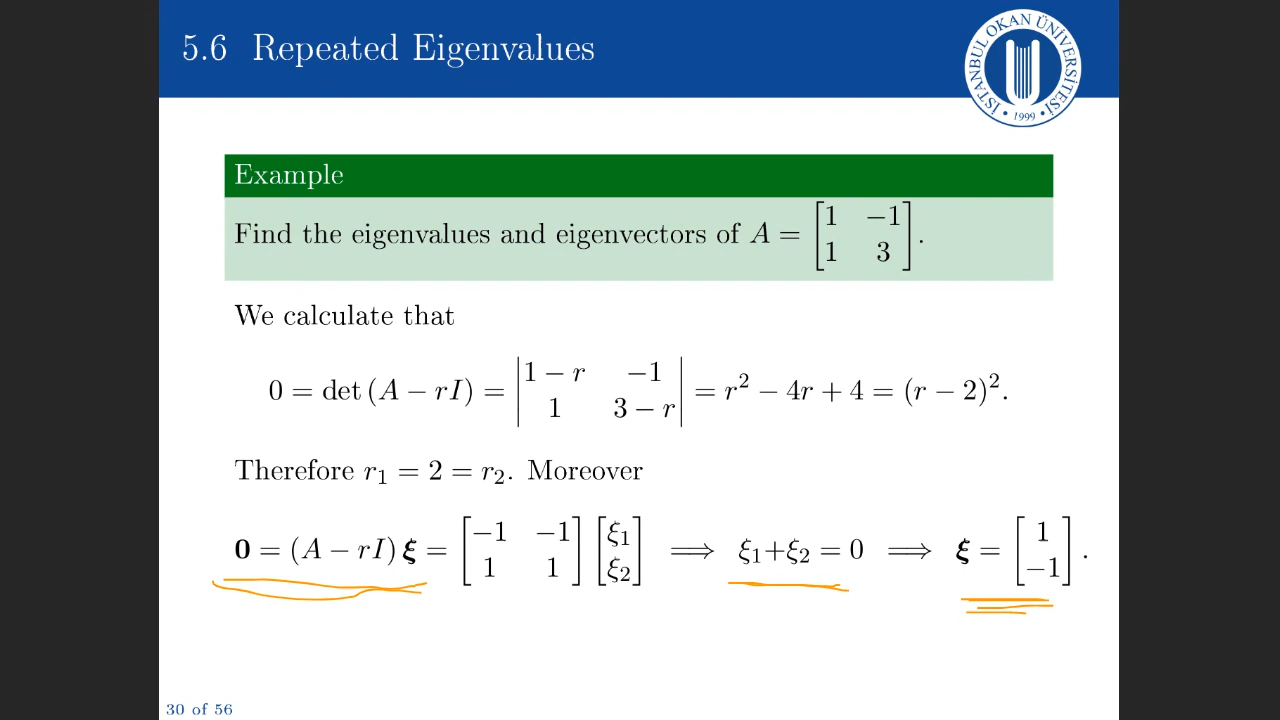 5.6 Repeated Eigenvalues
İSTANBUL OKAN ÜNİVERSİTESİ
• 1999 •
Example
Find the eigenvalues and eigenvectors of A = [1 −1; 1 3].
We calculate that
0 = det (A − rI) = |1 − r −1; 1 3 − r| = r² − 4r + 4 = (r − 2)².
Therefore r₁ = 2 = r₂. Moreover
0 = (A − rI) ξ = [−1 −1; 1 1] [ξ₁; ξ₂] ⟹ ξ₁+ξ₂ = 0 ⟹ ξ = [1; −1].
30 of 56